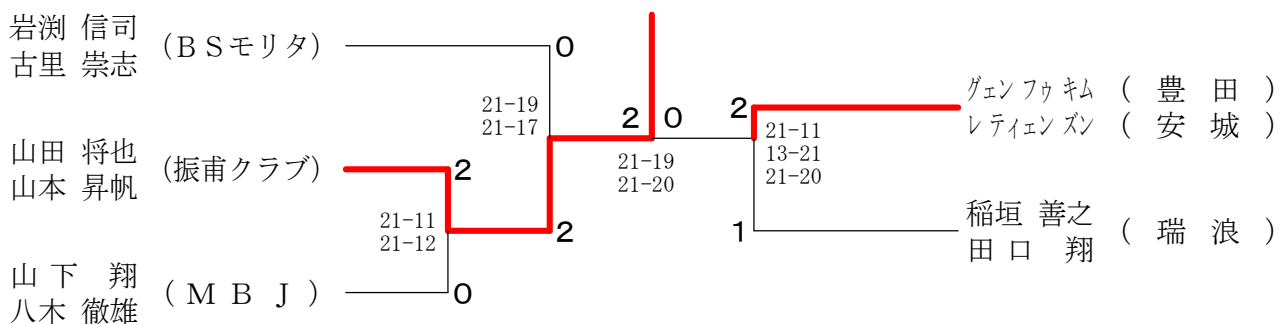 岩渕 信司
古里 崇志
(ＢＳモリタ)
0
21-19
21-17
山田 将也
山本 昇帆
(振甫クラブ)
2
21-11
21-12
2
山下 翔
八木 徹雄
(ＭＢＪ)
0
2 0
21-19
21-20
2
21-11
13-21
21-20
1
グェン フゥ キム (豊田)
レ ティェン ズン (安城)
稲垣 善之
田口 翔
(瑞浪)